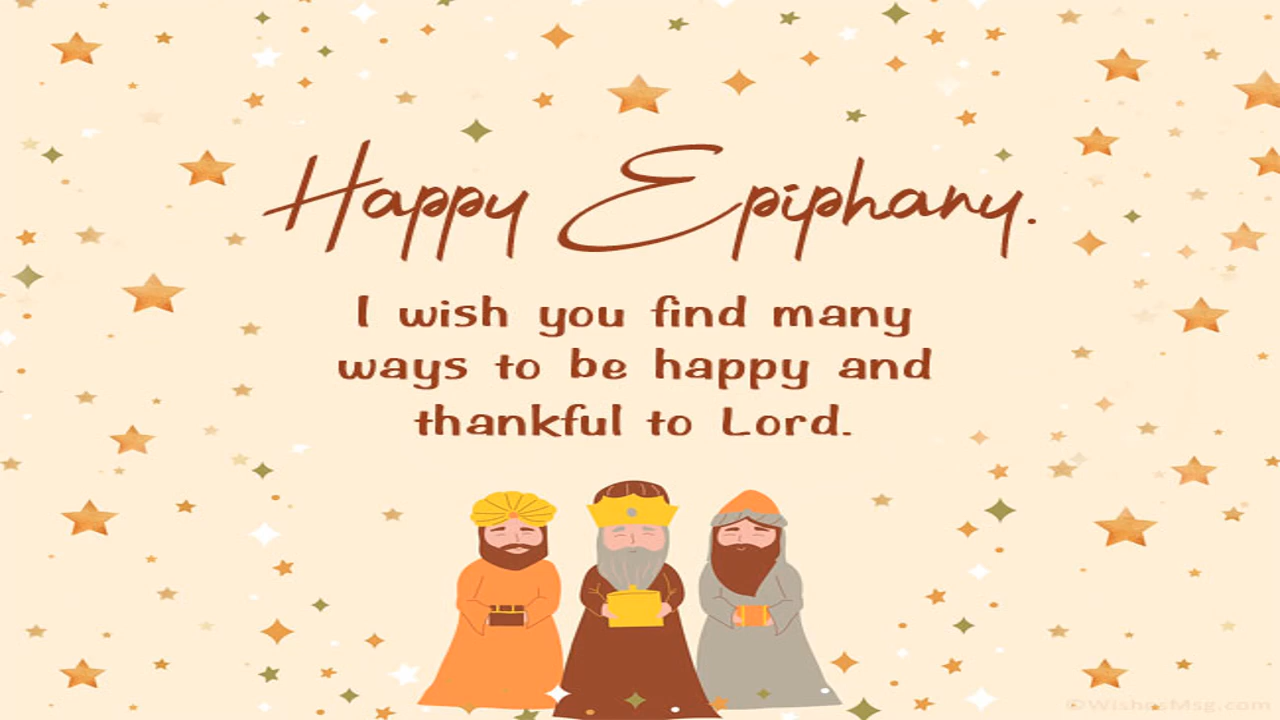 Happy Epiphany.
I wish you find many
ways to be happy and
thankful to Lord.
©WishesMsg.com